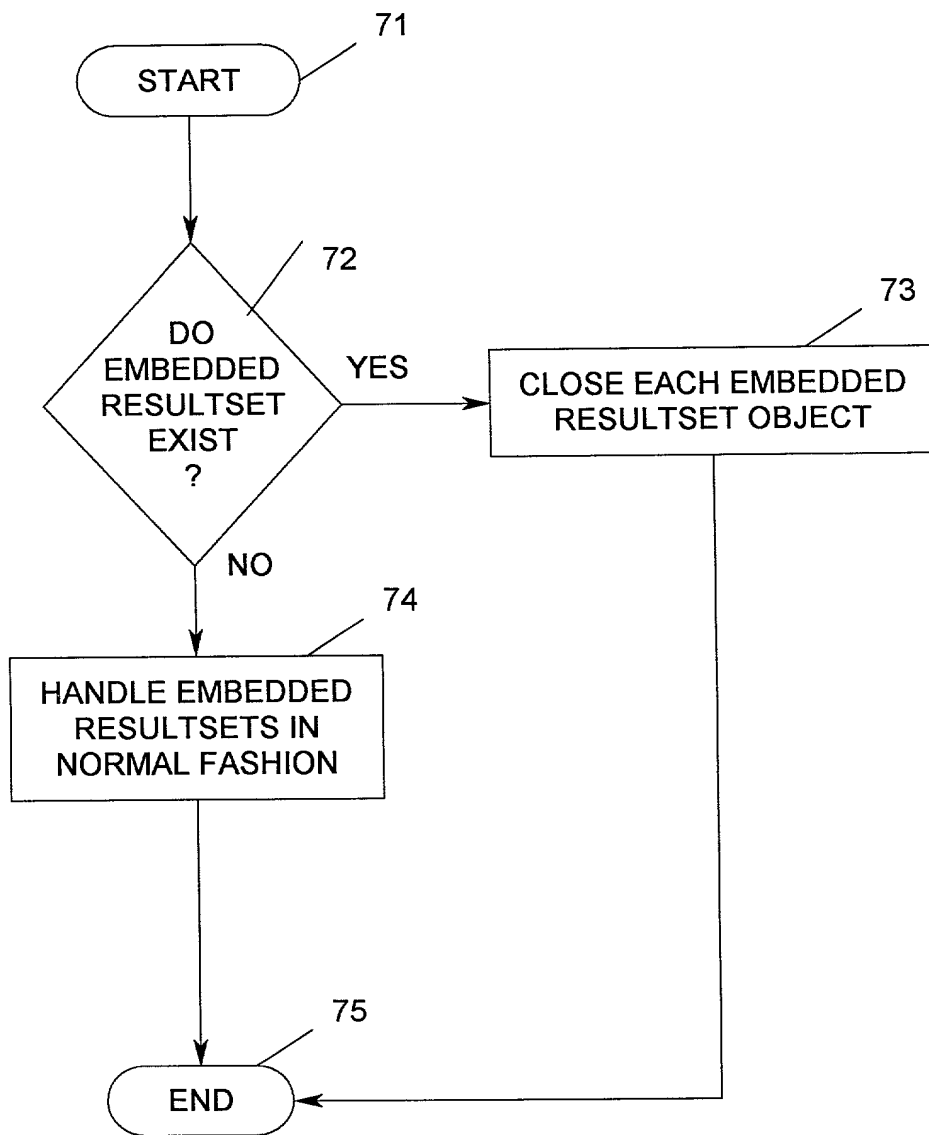 71
START
72
DO
EMBEDDED
RESULTSET
EXIST
?
YES
73
CLOSE EACH EMBEDDED
RESULTSET OBJECT
NO
74
HANDLE EMBEDDED
RESULTSETS IN
NORMAL FASHION
75
END